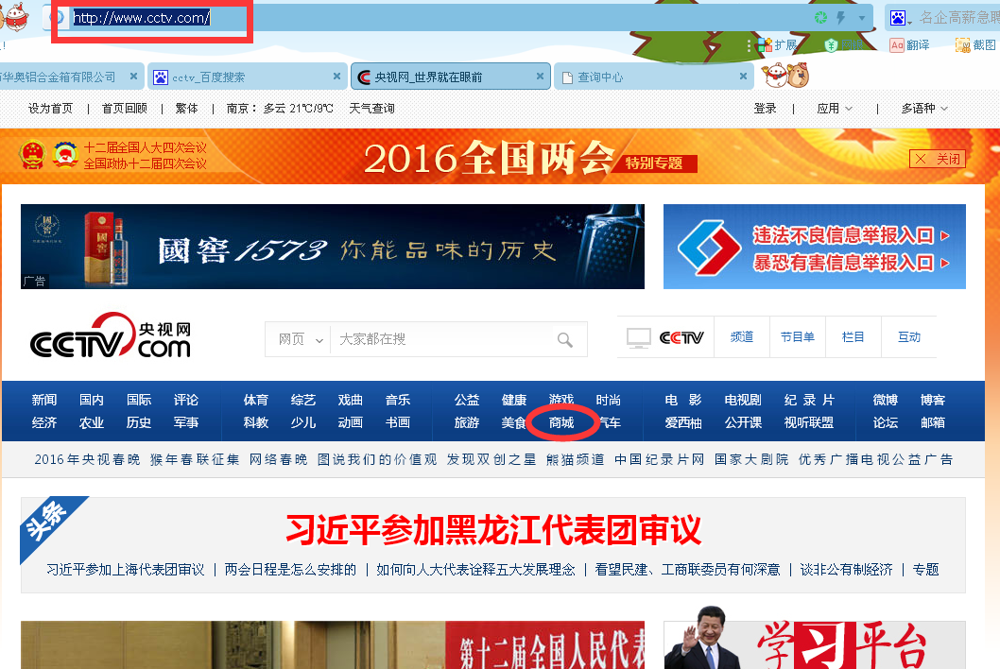 http://www.cctv.com/
名企高薪急聘
扩展
翻译
截图
华奥铝合金箱有限公司
cctv_百度搜索
央视网_世界就在眼前
查询中心
设为首页 | 首页回顾 | 繁体 | 南京： 多云 21℃/9℃ 天气查询
登录 | 应用 | 多语种
十二届全国人大四次会议
全国政协十二届四次会议
2016全国两会
特别专题
关闭
國窖
國窖
國窖1573 你能品味的历史
广告
违法不良信息举报入口
暴恐有害信息举报入口
CCTV.com 央视网
网页 大家都在搜
CCTV 频道 节目单 栏目 互动
新闻 国内 国际 评论 体育 综艺 戏曲 音乐 公益 健康 游戏 时尚 电 影 电视剧 纪 录 片 微博 博客
经济 农业 历史 军事 科教 少儿 动画 书画 旅游 美食 商城 汽车 爱西柚 公开课 视听联盟 论坛 邮箱
2016年央视春晚 猴年春联征集 网络春晚 图说我们的价值观 发现双创之星 熊猫频道 中国纪录片网 国家大剧院 优秀广播电视公益广告
头条
习近平参加黑龙江代表团审议
习近平参加上海代表团审议 | 两会日程是怎么安排的 | 如何向人大代表诠释五大发展理念 | 看望民建、工商联委员有何深意 | 谈非公有制经济 | 专题
第十二届全国人民代表
学习平台